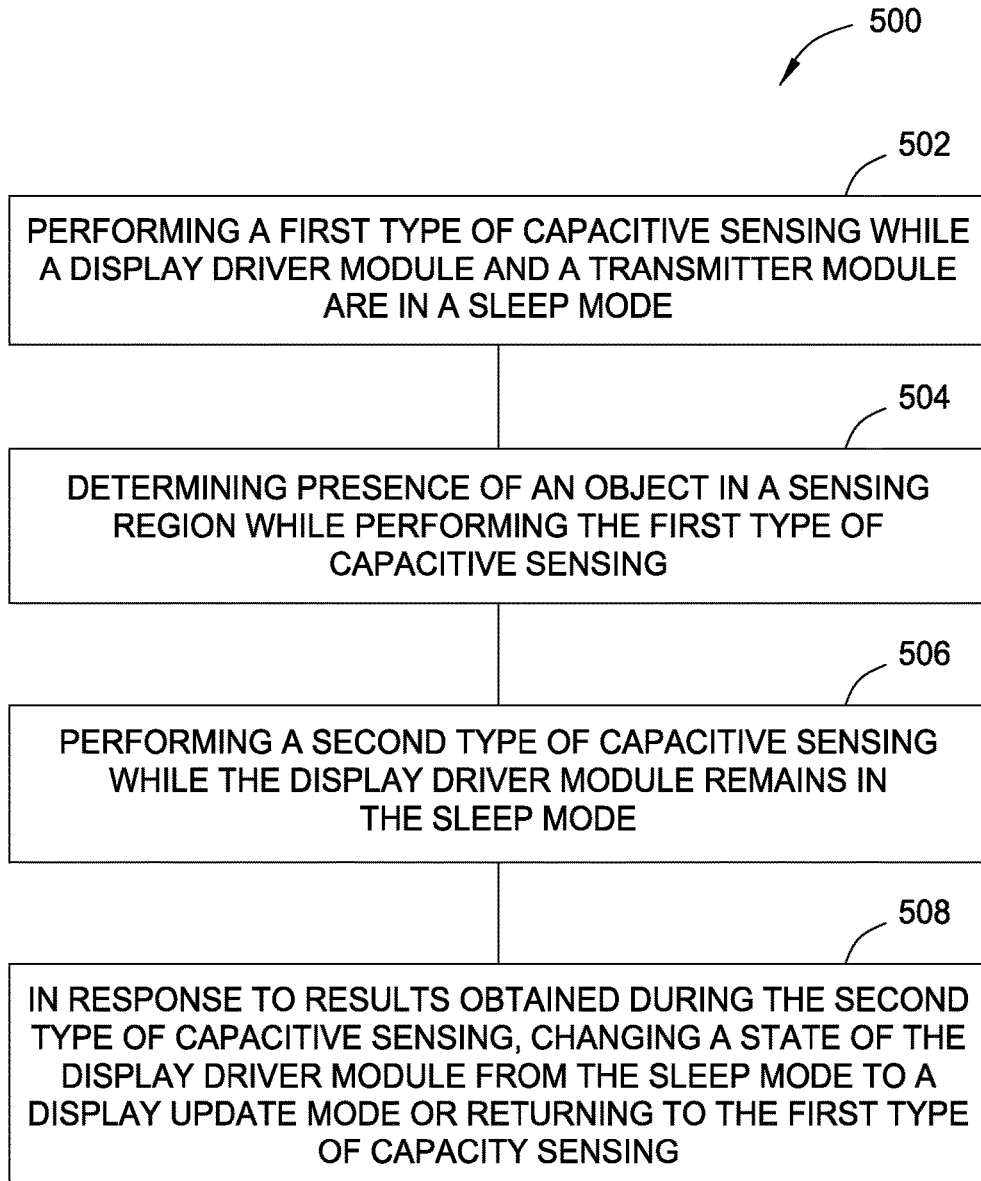 500
502
PERFORMING A FIRST TYPE OF CAPACITIVE SENSING WHILE
A DISPLAY DRIVER MODULE AND A TRANSMITTER MODULE
ARE IN A SLEEP MODE
504
DETERMINING PRESENCE OF AN OBJECT IN A SENSING
REGION WHILE PERFORMING THE FIRST TYPE OF
CAPACITIVE SENSING
506
PERFORMING A SECOND TYPE OF CAPACITIVE SENSING
WHILE THE DISPLAY DRIVER MODULE REMAINS IN
THE SLEEP MODE
508
IN RESPONSE TO RESULTS OBTAINED DURING THE SECOND
TYPE OF CAPACITIVE SENSING, CHANGING A STATE OF THE
DISPLAY DRIVER MODULE FROM THE SLEEP MODE TO A
DISPLAY UPDATE MODE OR RETURNING TO THE FIRST TYPE
OF CAPACITY SENSING